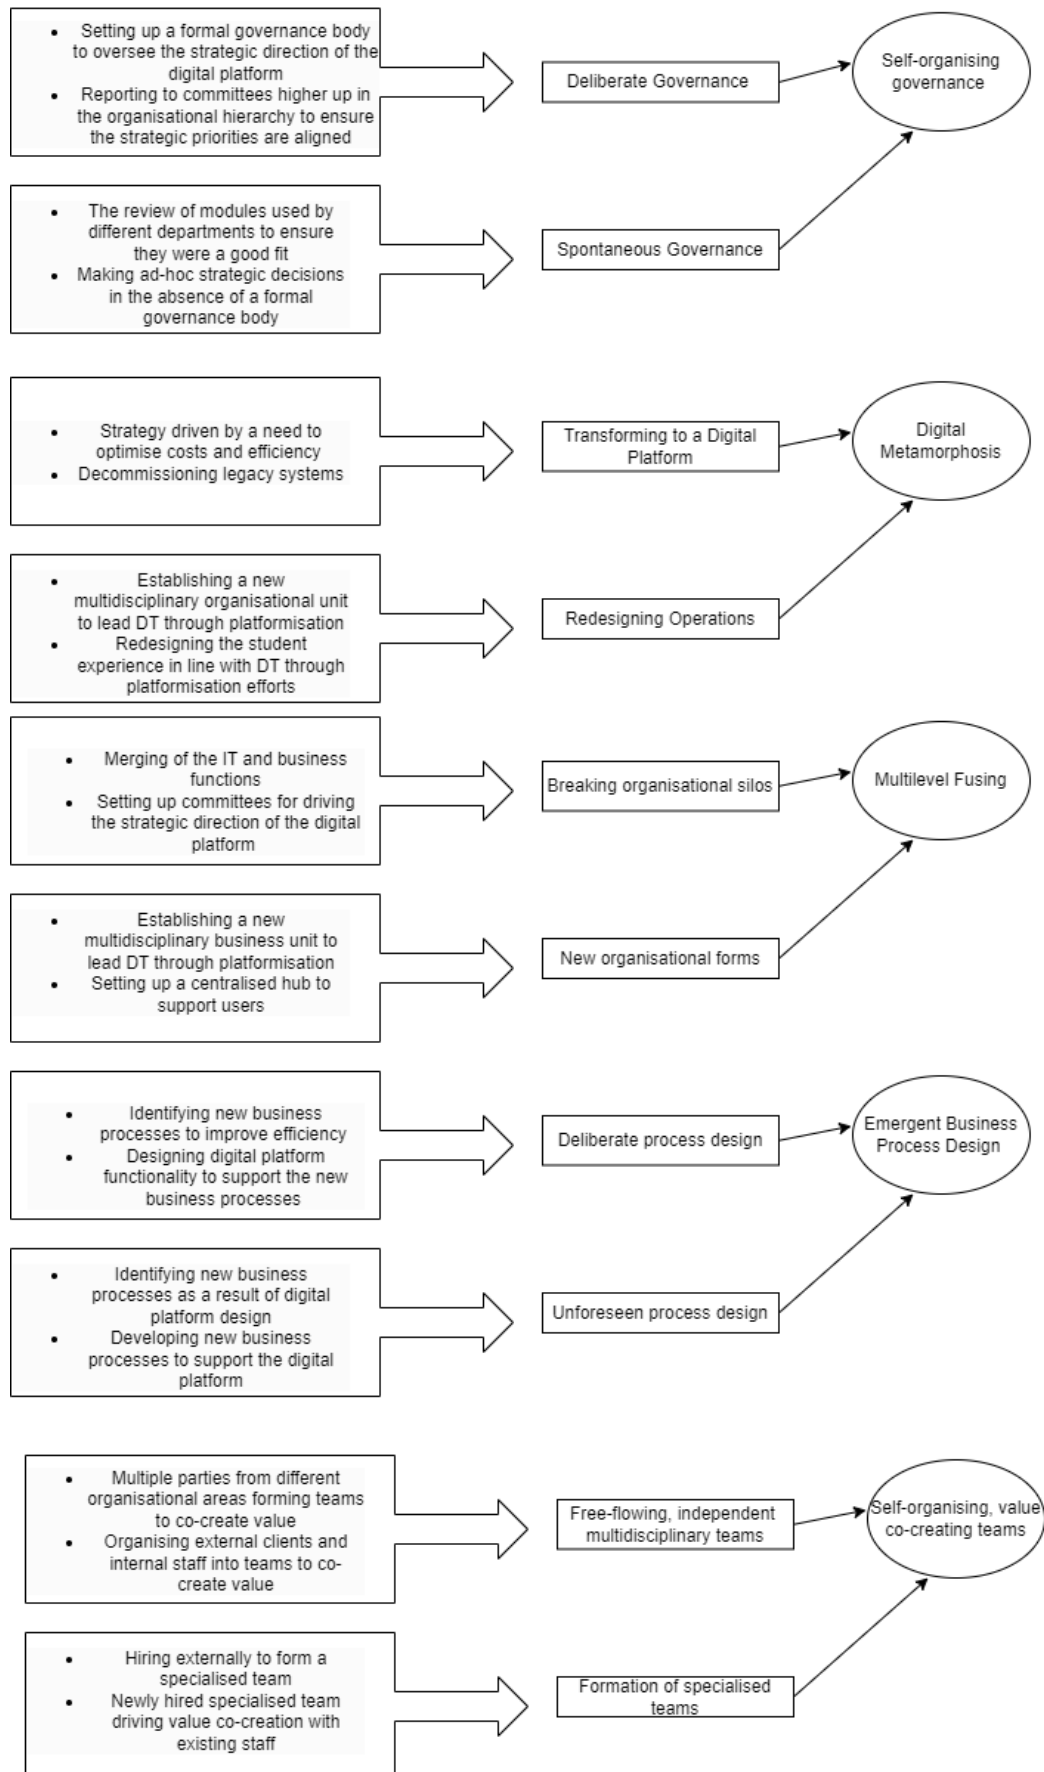 • Setting up a formal governance body
to oversee the strategic direction of the
digital platform
• Reporting to committees higher up in
the organisational hierarchy to ensure
the strategic priorities are aligned
Deliberate Governance
Self-organising
governance
• The review of modules used by
different departments to ensure
they were a good fit
• Making ad-hoc strategic decisions
in the absence of a formal
governance body
Spontaneous Governance
• Strategy driven by a need to
optimise costs and efficiency
• Decommissioning legacy systems
Transforming to a Digital
Platform
Digital
Metamorphosis
• Establishing a new
multidisciplinary organisational unit
to lead DT through platformisation
• Redesigning the student
experience in line with DT through
platformisation efforts
Redesigning Operations
• Merging of the IT and business
functions
• Setting up committees for driving
the strategic direction of the digital
platform
Breaking organisational silos
Multilevel Fusing
• Establishing a new
multidisciplinary business unit to
lead DT through platformisation
• Setting up a centralised hub to
support users
New organisational forms
• Identifying new business
processes to improve efficiency
• Designing digital platform
functionality to support the new
business processes
Deliberate process design
Emergent Business
Process Design
• Identifying new business
processes as a result of digital
platform design
• Developing new business
processes to support the digital
platform
Unforeseen process design
• Multiple parties from different
organisational areas forming teams
to co-create value
• Organising external clients and
internal staff into teams to co-
create value
Free-flowing, independent
multidisciplinary teams
Self-organising, value
co-creating teams
• Hiring externally to form a
specialised team
• Newly hired specialised team
driving value co-creation with
existing staff
Formation of specialised
teams